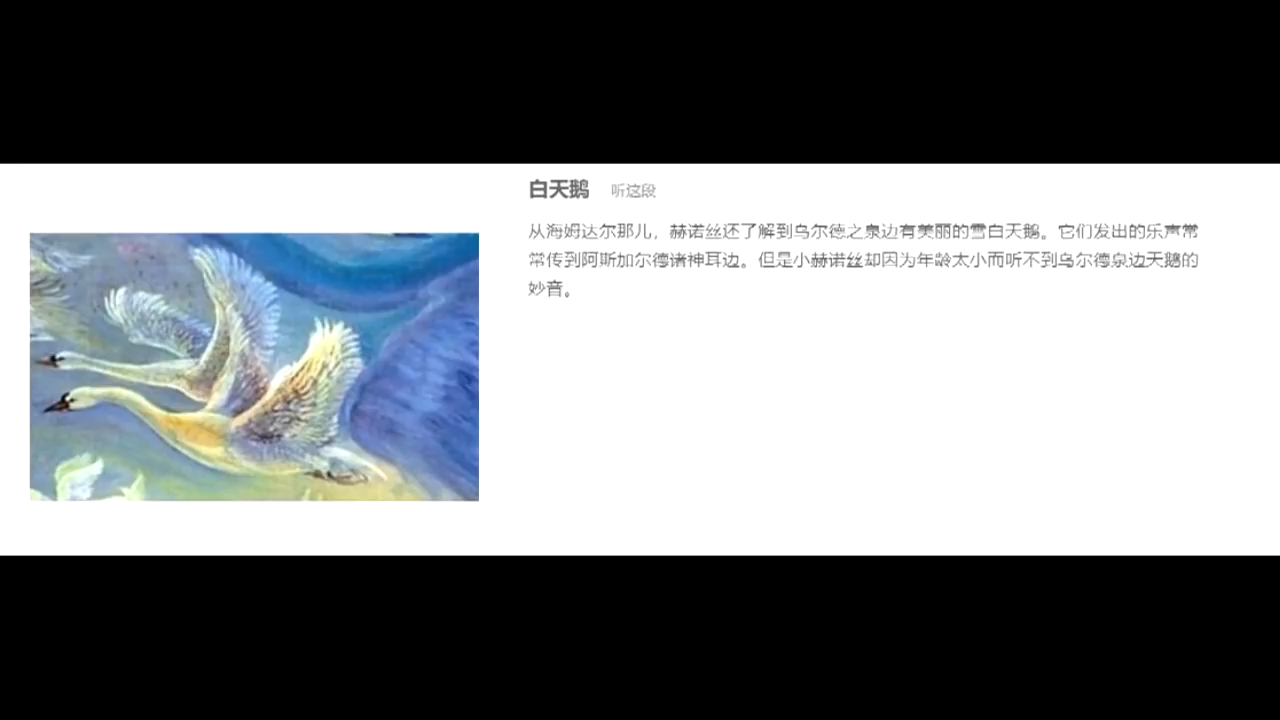 白天鹅 听这段
从海姆达尔那儿，赫诺丝还了解到乌尔德之泉边有美丽的雪白天鹅。它们发出的乐声常
常传到阿斯加尔德诸神耳边。但是小赫诺丝却因为年龄太小而听不到乌尔德泉边天鹅的
妙音。